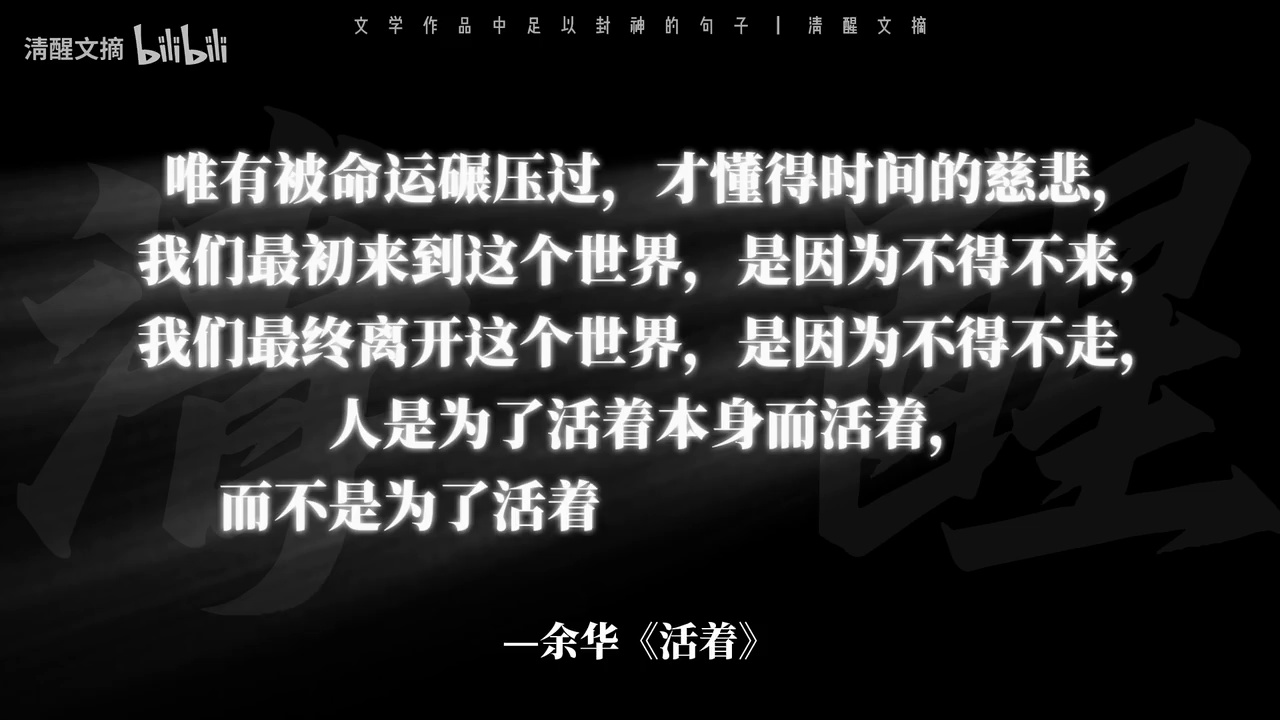 文学作品中足以封神的句子 | 清醒文摘
清醒文摘 bilibili
清醒
唯有被命运碾压过，才懂得时间的慈悲，
我们最初来到这个世界，是因为不得不来，
我们最终离开这个世界，是因为不得不走，
人是为了活着本身而活着，
而不是为了活着
—余华《活着》